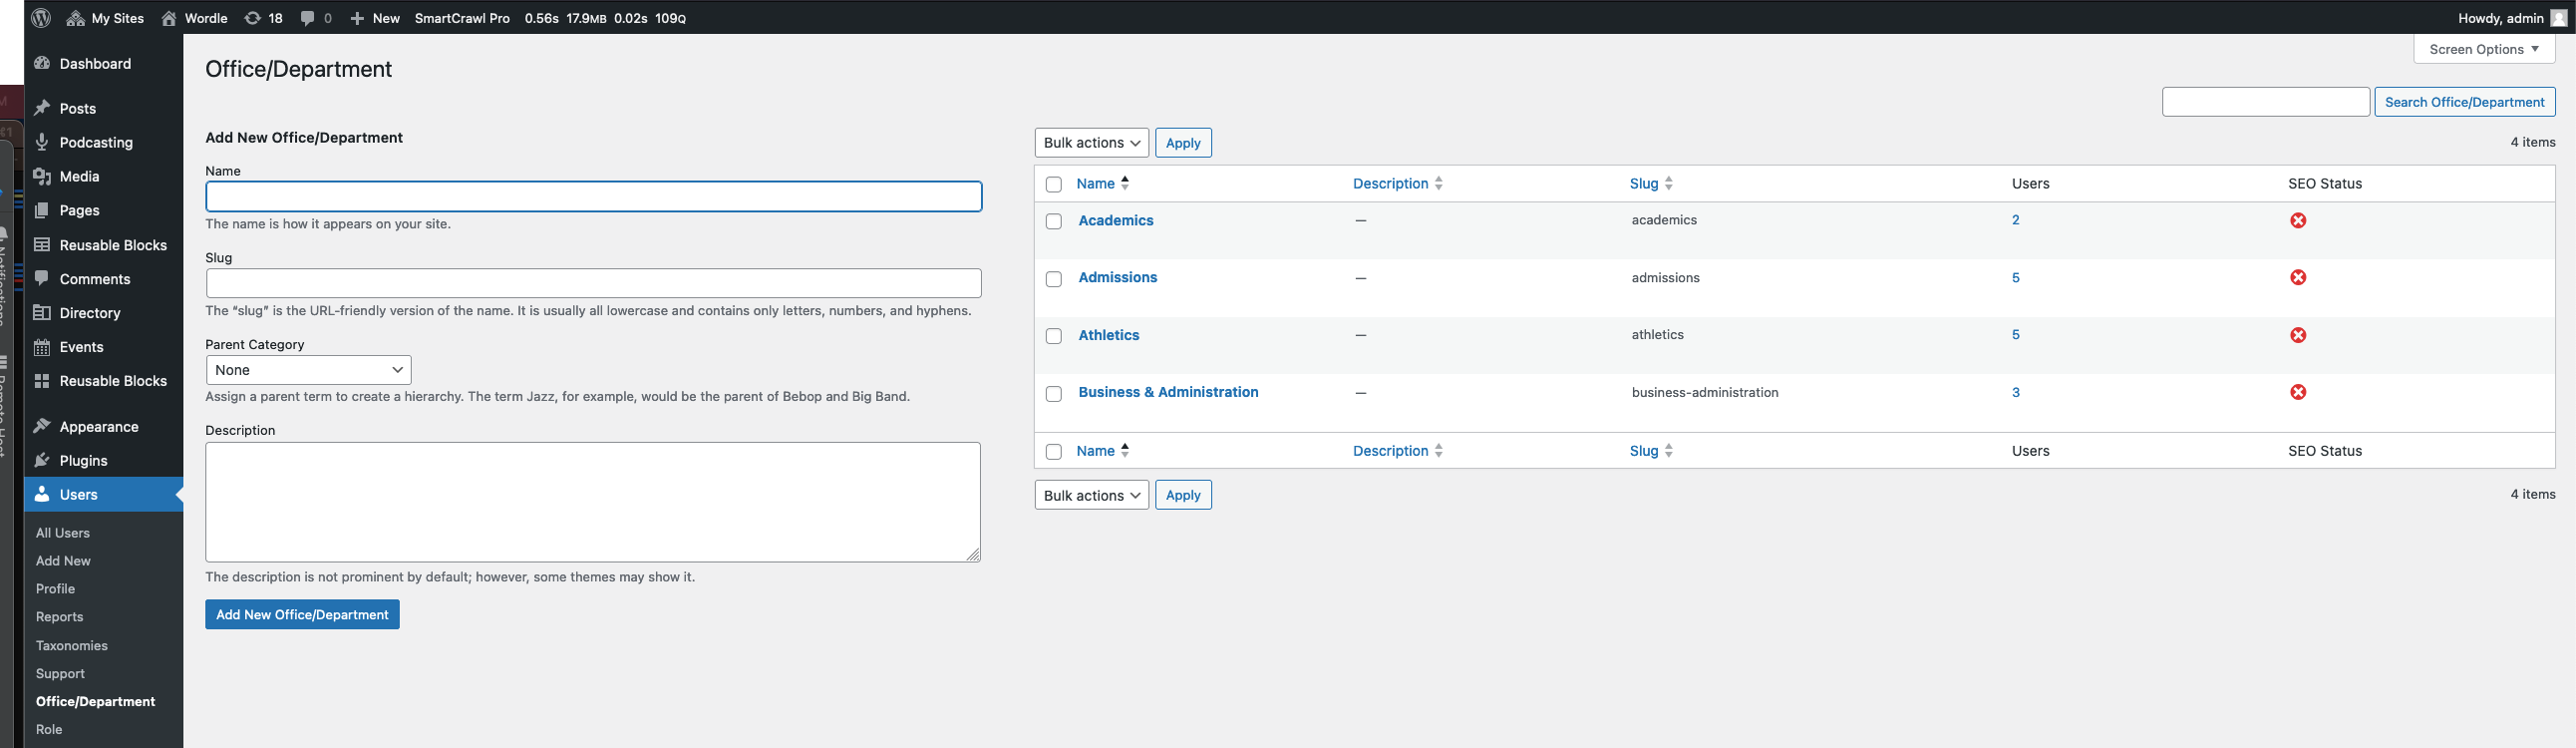 My Sites Wordle 18 0 New SmartCrawl Pro 0.56s 17.9MB 0.02s 109Q Howdy, admin
Dashboard
Posts
Podcasting
Media
Pages
Reusable Blocks
Comments
Directory
Events
Reusable Blocks
Appearance
Plugins
Users
All Users
Add New
Profile
Reports
Taxonomies
Support
Office/Department
Role
Screen Options
Office/Department
Search Office/Department
Add New Office/Department
Name
The name is how it appears on your site.
Slug
The “slug” is the URL-friendly version of the name. It is usually all lowercase and contains only letters, numbers, and hyphens.
Parent Category
None
Assign a parent term to create a hierarchy. The term Jazz, for example, would be the parent of Bebop and Big Band.
Description
The description is not prominent by default; however, some themes may show it.
Add New Office/Department
Bulk actions Apply 4 items
Name Description Slug Users SEO Status
Academics — academics 2
Admissions — admissions 5
Athletics — athletics 5
Business & Administration — business-administration 3
Name Description Slug Users SEO Status
Bulk actions Apply 4 items